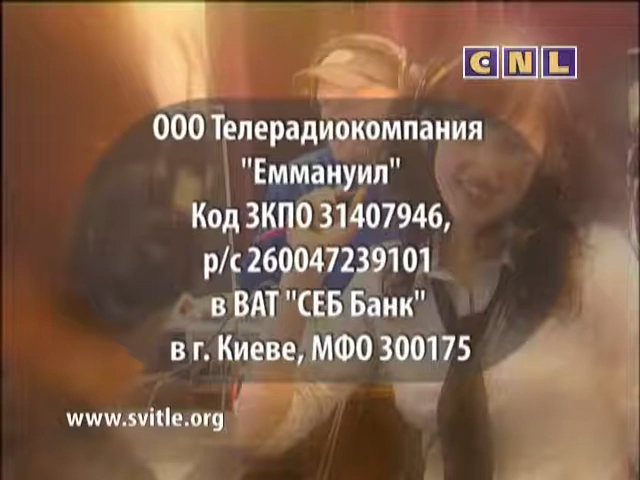 CNL
ООО Телерадиокомпания
"Еммануил"
Код ЗКПО 31407946,
р/с 260047239101
в ВАТ "СЕБ Банк"
в г. Киеве, МФО 300175
www.svitle.org